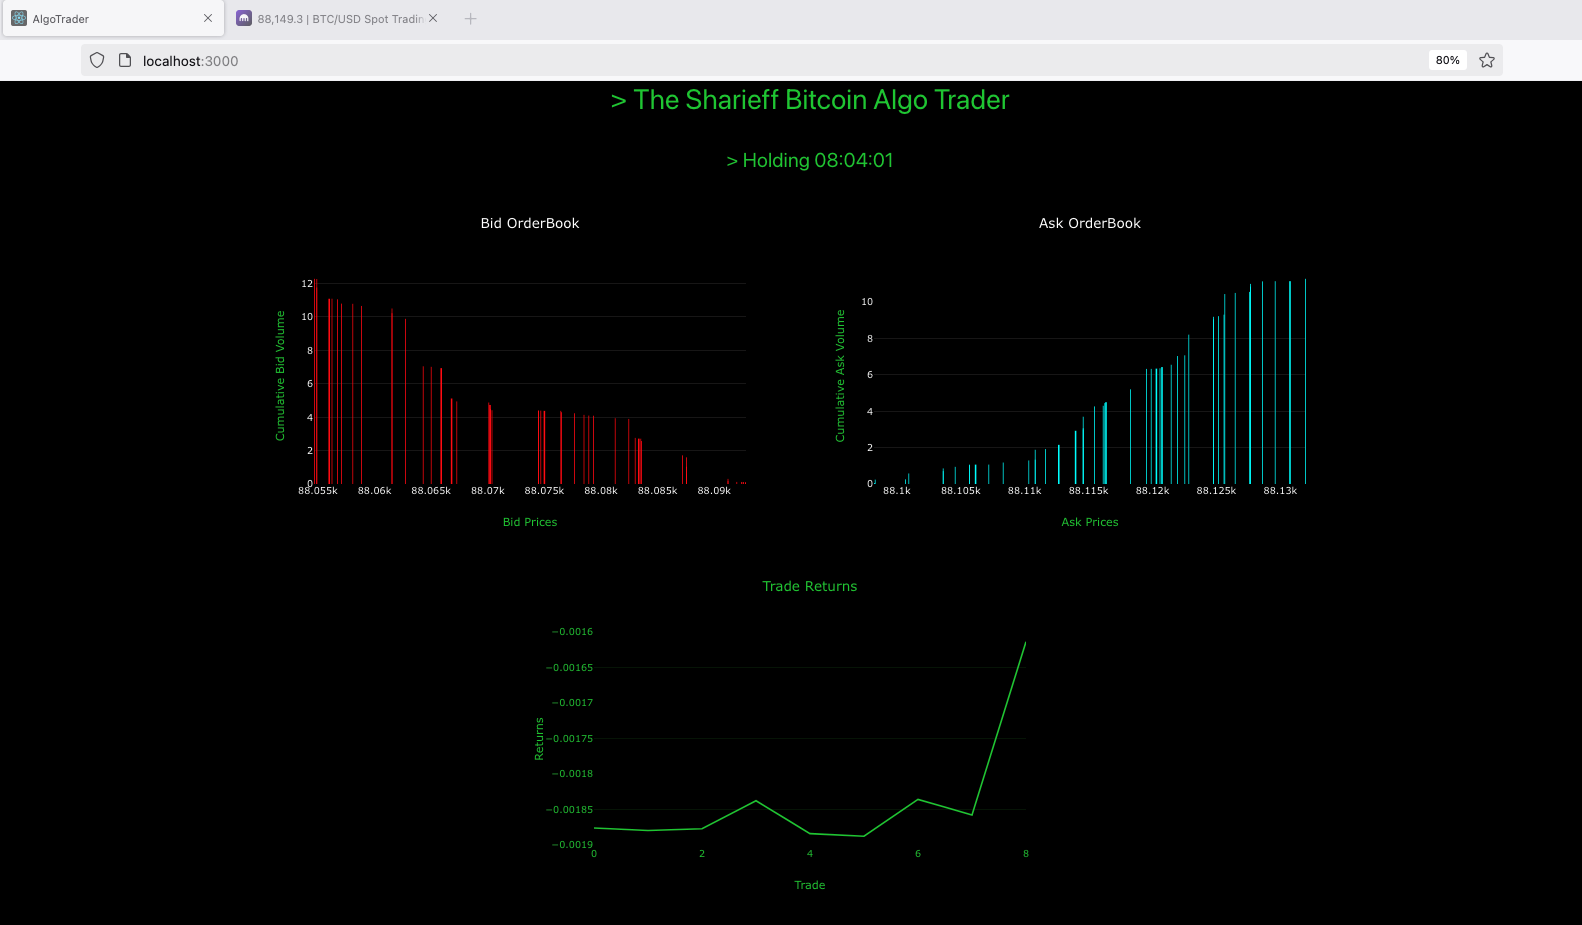 AlgoTrader
88,149.3 | BTC/USD Spot Tradin
localhost:3000
80%
> The Sharieff Bitcoin Algo Trader
> Holding 08:04:01
Bid OrderBook
Cumulative Bid Volume
12
10
8
6
4
2
0
88.055k 88.06k 88.065k 88.07k 88.075k 88.08k 88.085k 88.09k
Bid Prices
Ask OrderBook
Cumulative Ask Volume
10
8
6
4
2
0
88.1k 88.105k 88.11k 88.115k 88.12k 88.125k 88.13k
Ask Prices
Trade Returns
Returns
−0.0016
−0.00165
−0.0017
−0.00175
−0.0018
−0.00185
−0.0019
0 2 4 6 8
Trade